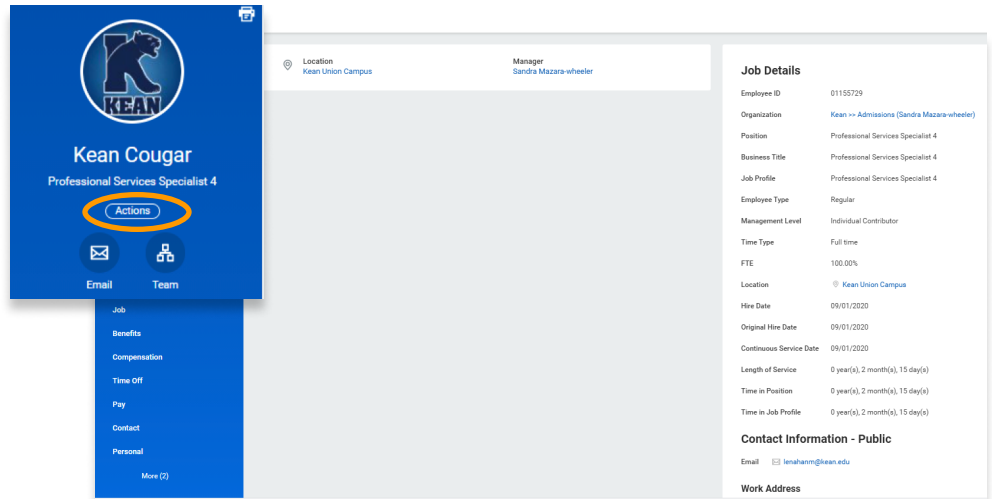 KEAN
Kean Cougar
Professional Services Specialist 4
Actions
Email Team
Job
Benefits
Compensation
Time Off
Pay
Contact
Personal
More (2)
Location
Kean Union Campus
Manager
Sandra Mazara-wheeler
Job Details
Employee ID 01155729
Organization Kean >> Admissions (Sandra Mazara-wheeler)
Position Professional Services Specialist 4
Business Title Professional Services Specialist 4
Job Profile Professional Services Specialist 4
Employee Type Regular
Management Level Individual Contributor
Time Type Full time
FTE 100.00%
Location Kean Union Campus
Hire Date 09/01/2020
Original Hire Date 09/01/2020
Continuous Service Date 09/01/2020
Length of Service 0 year(s), 2 month(s), 15 day(s)
Time in Position 0 year(s), 2 month(s), 15 day(s)
Time in Job Profile 0 year(s), 2 month(s), 15 day(s)
Contact Information - Public
Email lenahanm@kean.edu
Work Address